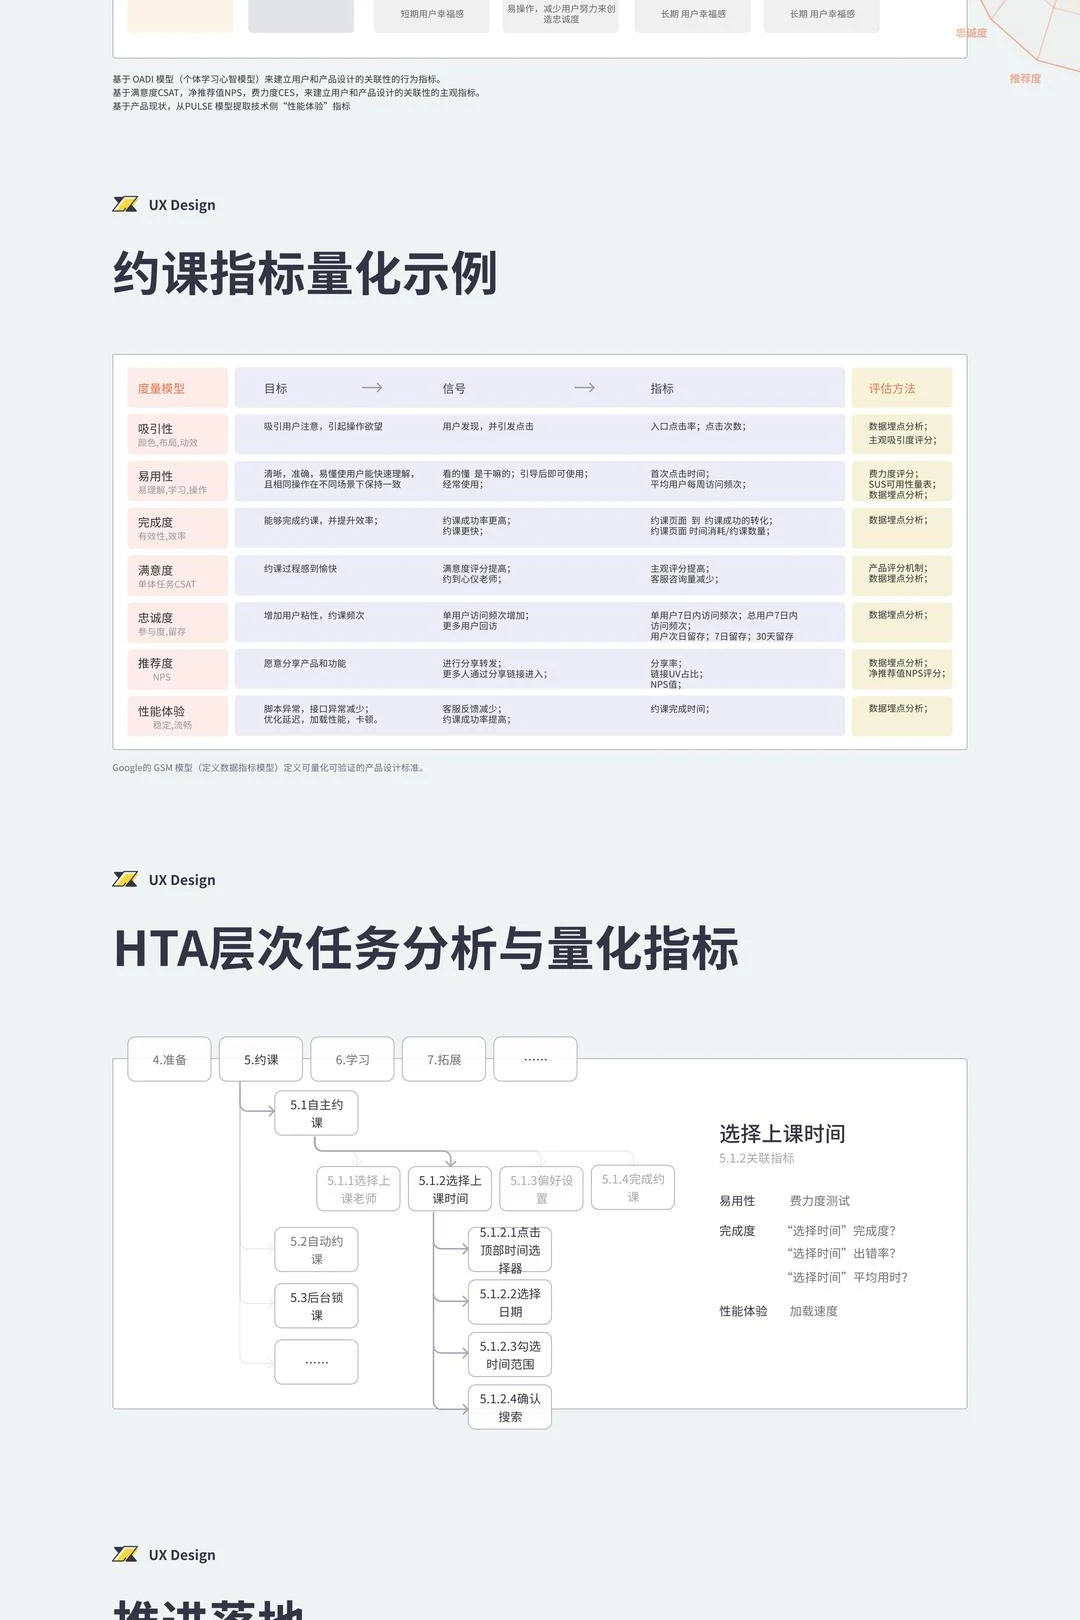 短期用户幸福感
易操作，减少用户努力来创
造忠诚度
长期 用户幸福感
长期 用户幸福感
忠诚度
推荐度
基于 OADI 模型（个体学习心智模型）来建立用户和产品设计的关联性的行为指标。
基于满意度CSAT，净推荐值NPS，费力度CES，来建立用户和产品设计的关联性的主观指标。
基于产品现状，从PULSE 模型提取技术侧“性能体验”指标
UX Design
约课指标量化示例
度量模型
目标
信号
指标
评估方法
吸引性
颜色,布局,动效
吸引用户注意，引起操作欲望
用户发现，并引发点击
入口点击率；点击次数；
数据埋点分析；
主观吸引度评分；
易用性
易理解,学习,操作
清晰，准确，易懂使用户能快速理解，
且相同操作在不同场景下保持一致
看的懂 是干嘛的；引导后即可使用；
经常使用；
首次点击时间；
平均用户每周访问频次；
费力度评分；
SUS可用性量表；
数据埋点分析；
完成度
有效性,效率
能够完成约课，并提升效率；
约课成功率更高；
约课更快；
约课页面 到 约课成功的转化；
约课页面 时间消耗/约课数量；
数据埋点分析；
满意度
单体任务CSAT
约课过程感到愉快
满意度评分提高；
约到心仪老师；
主观评分提高；
客服咨询量减少；
产品评分机制；
数据埋点分析；
忠诚度
参与度,留存
增加用户粘性，约课频次
单用户访问频次增加；
更多用户回访
单用户7日内访问频次；总用户7日内
访问频次；
用户次日留存；7日留存；30天留存
数据埋点分析；
推荐度
NPS
愿意分享产品和功能
进行分享转发；
更多人通过分享链接进入；
分享率；
链接UV占比；
NPS值；
数据埋点分析；
净推荐值NPS评分；
性能体验
稳定,流畅
脚本异常，接口异常减少；
优化延迟，加载性能，卡顿。
客服反馈减少；
约课成功率提高；
约课完成时间；
数据埋点分析；
Google的 GSM 模型（定义数据指标模型）定义可量化可验证的产品设计标准。
UX Design
HTA层次任务分析与量化指标
4.准备
5.约课
6.学习
7.拓展
······
5.1自主约
课
5.1.1选择上
课老师
5.1.2选择上
课时间
5.1.3偏好设
置
5.1.4完成约
课
5.2自动约
课
5.3后台锁
课
······
5.1.2.1点击
顶部时间选
择器
5.1.2.2选择
日期
5.1.2.3勾选
时间范围
5.1.2.4确认
搜索
选择上课时间
5.1.2关联指标
易用性
费力度测试
完成度
“选择时间”完成度？
“选择时间”出错率？
“选择时间”平均用时？
性能体验
加载速度
UX Design
推进落地